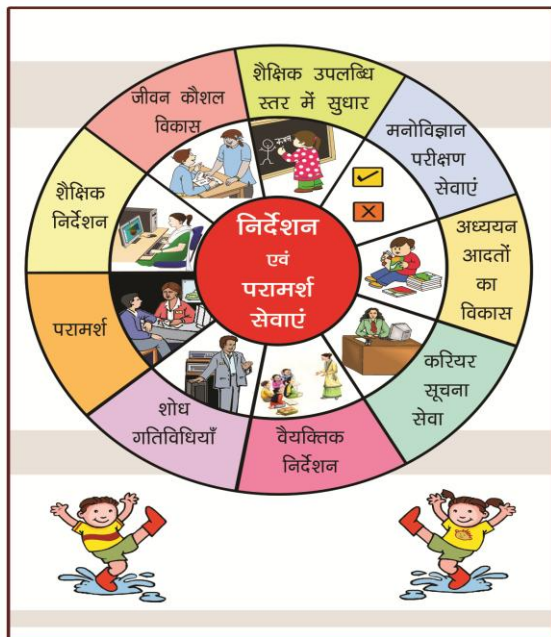 निर्देशन
एवं
परामर्श
सेवाएं
शैक्षिक उपलब्धि
स्तर में सुधार
मनोविज्ञान
परीक्षण
सेवाएं
अध्ययन
आदतों
का
विकास
करियर
सूचना
सेवा
वैयक्तिक
निर्देशन
शोध
गतिविधियाँ
परामर्श
शैक्षिक
निर्देशन
जीवन कौशल
विकास